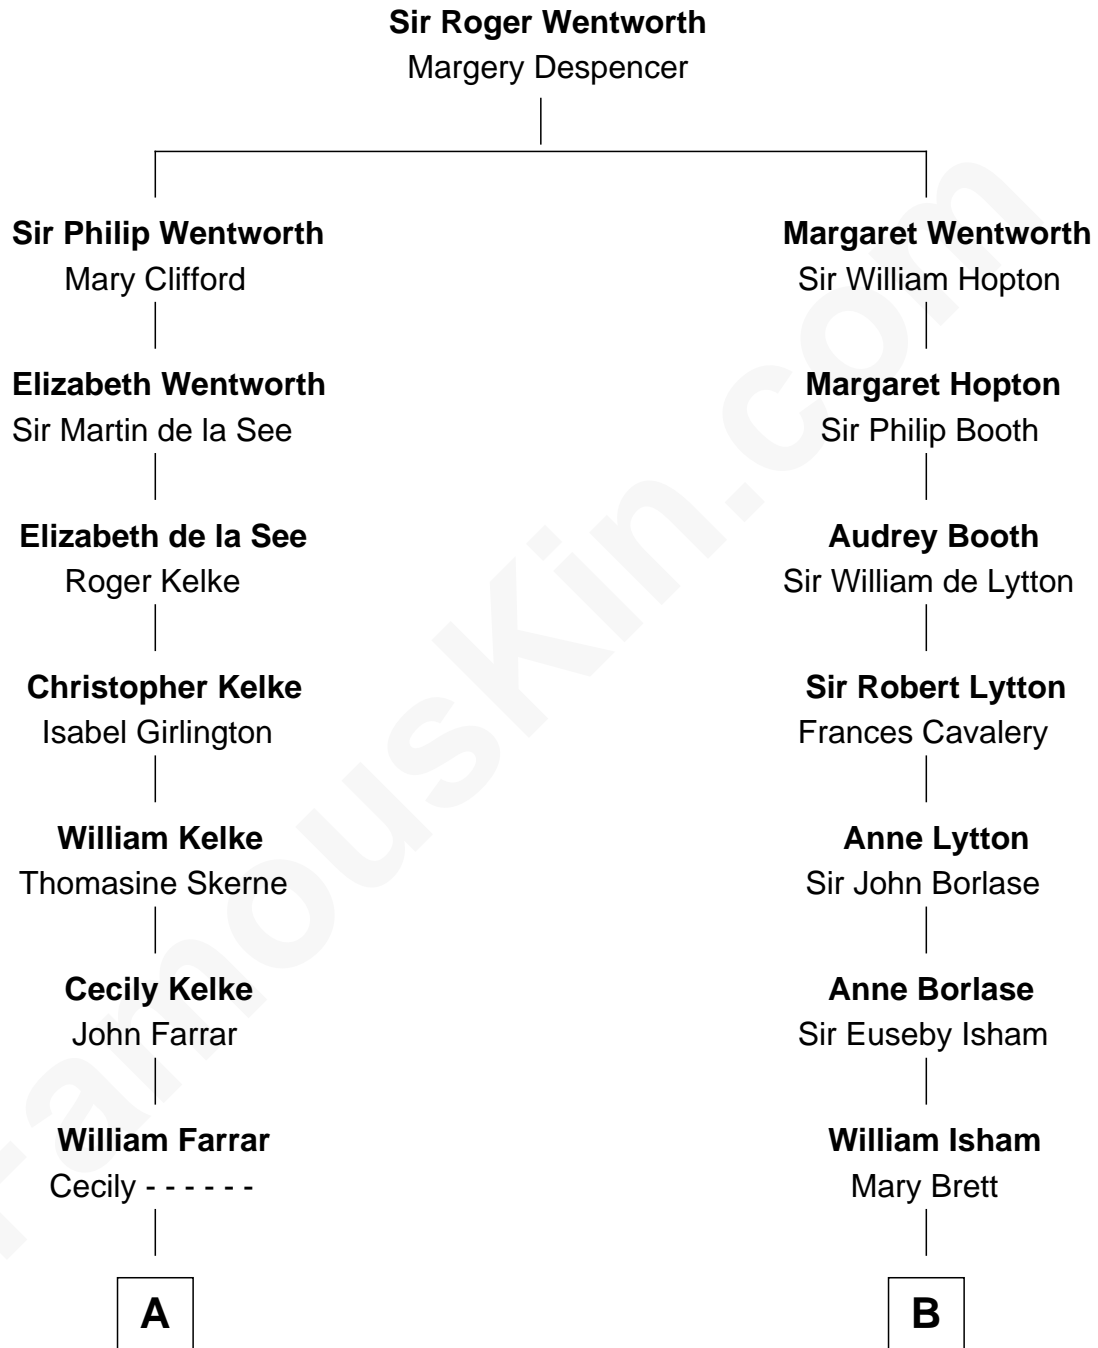 Sir Roger Wentworth
Margery Despencer
Sir Philip Wentworth
Mary Clifford
Margaret Wentworth
Sir William Hopton
Elizabeth Wentworth
Sir Martin de la See
Margaret Hopton
Sir Philip Booth
Elizabeth de la See
Roger Kelke
Audrey Booth
Sir William de Lytton
Christopher Kelke
Isabel Girlington
Sir Robert Lytton
Frances Cavalery
William Kelke
Thomasine Skerne
Anne Lytton
Sir John Borlase
Cecily Kelke
John Farrar
Anne Borlase
Sir Euseby Isham
William Farrar
Cecily - - - - - -
William Isham
Mary Brett
A
B
FamousKin.com